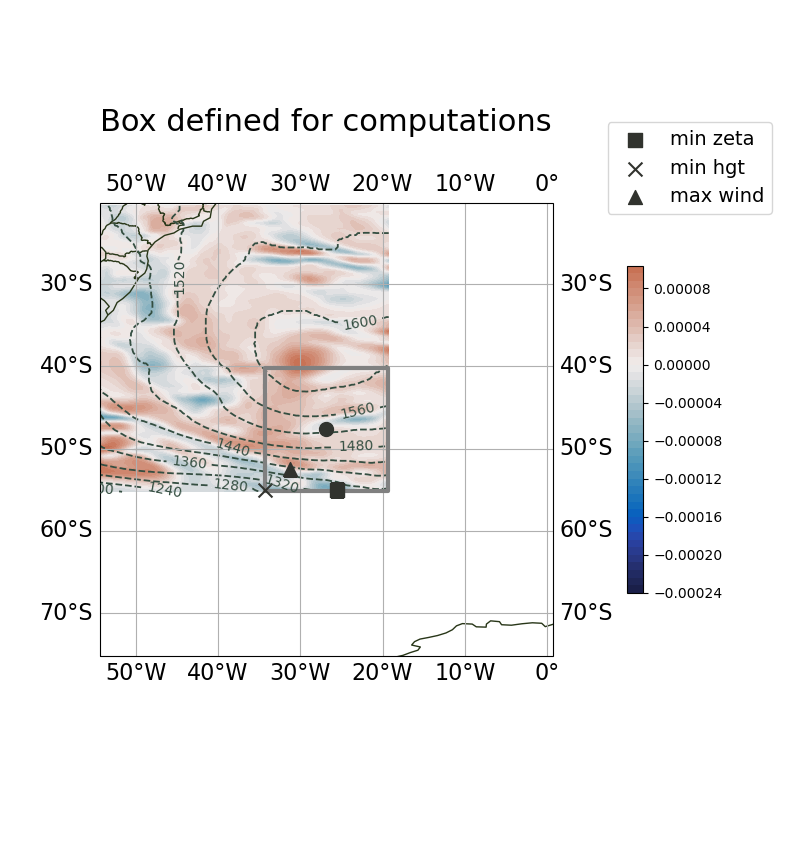 Box defined for computations
min zeta
min hgt
max wind
50°W 40°W 30°W 20°W 10°W 0°
30°S 30°S
40°S 40°S
50°S 50°S
60°S 60°S
70°S 70°S
50°W 40°W 30°W 20°W 10°W 0°
1520
1600
1560
1480
1440
1360
1320
1280
1240
0.00008
0.00004
0.00000
−0.00004
−0.00008
−0.00012
−0.00016
−0.00020
−0.00024